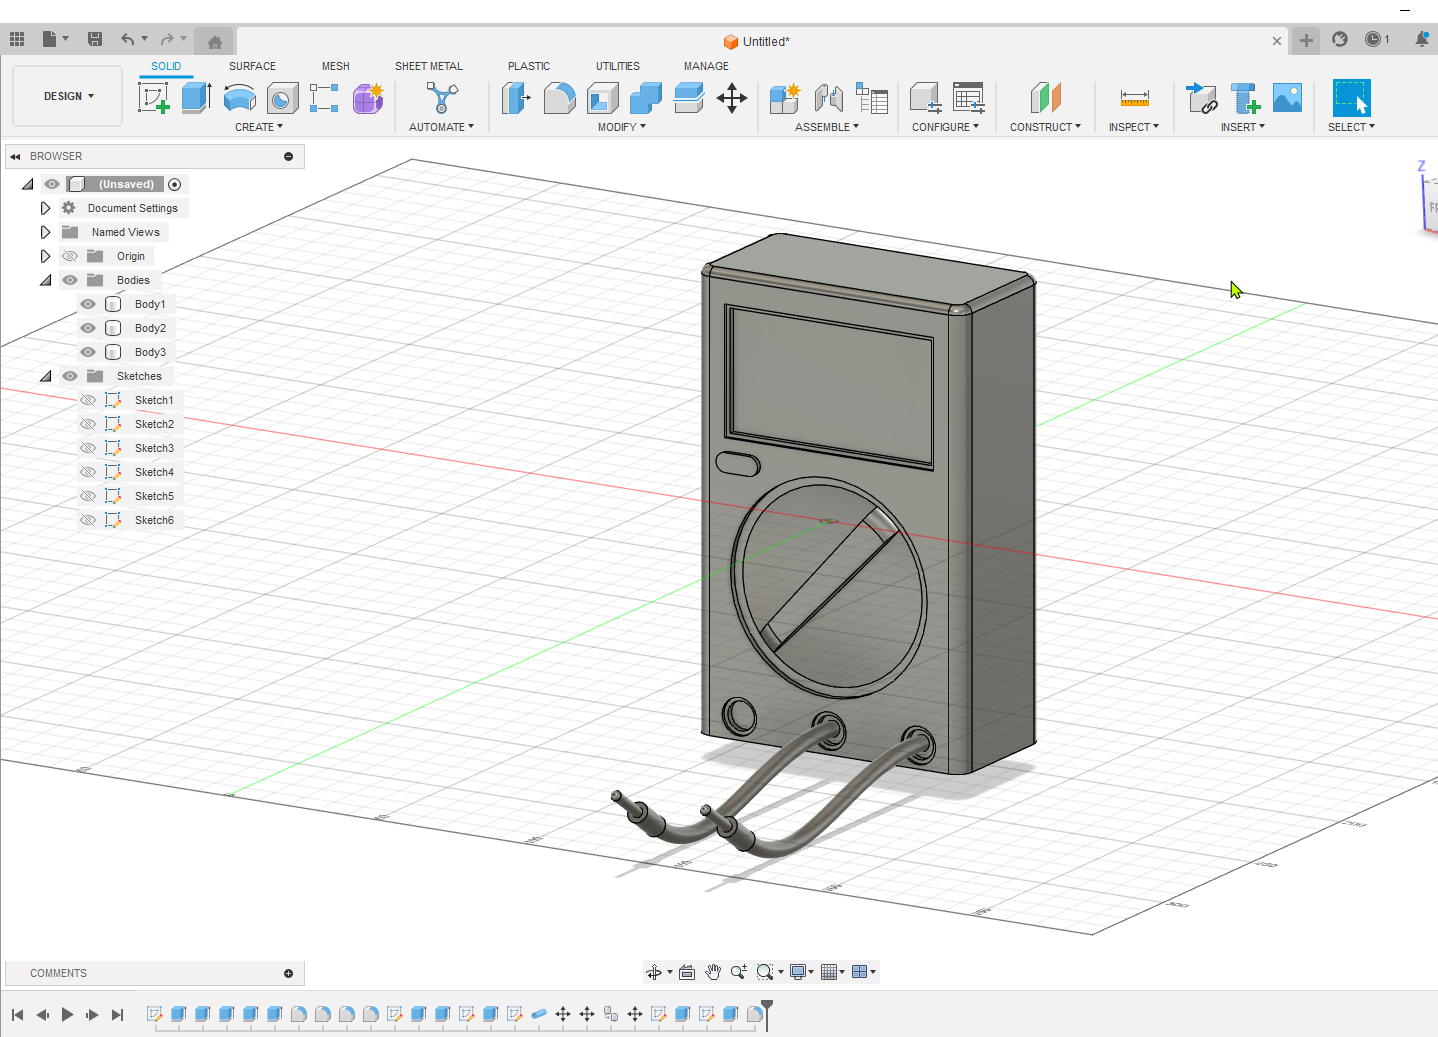 Untitled*
1
DESIGN
SOLID
SURFACE
MESH
SHEET METAL
PLASTIC
UTILITIES
MANAGE
CREATE
AUTOMATE
MODIFY
ASSEMBLE
CONFIGURE
CONSTRUCT
INSPECT
INSERT
SELECT
BROWSER
(Unsaved)
Document Settings
Named Views
Origin
Bodies
Body1
Body2
Body3
Sketches
Sketch1
Sketch2
Sketch3
Sketch4
Sketch5
Sketch6
Z
COMMENTS